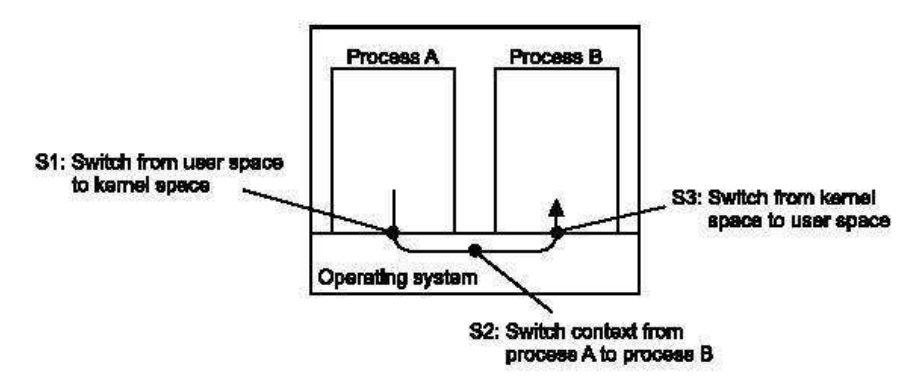 Process A
Process B
S1: Switch from user space
to kernel space
S3: Switch from kernel
space to user space
Operating system
S2: Switch context from
process A to process B